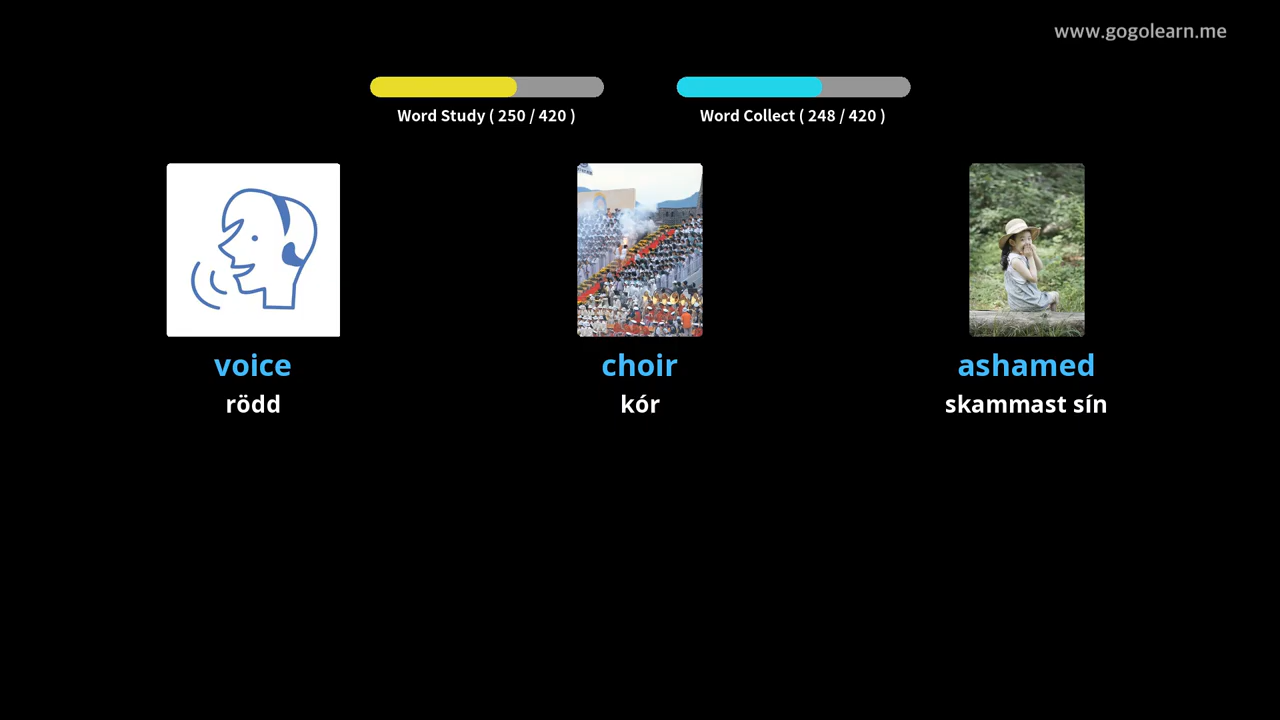 www.gogolearn.me
Word Study ( 250 / 420 )
Word Collect ( 248 / 420 )
voice
choir
ashamed
rödd
kór
skammast sín